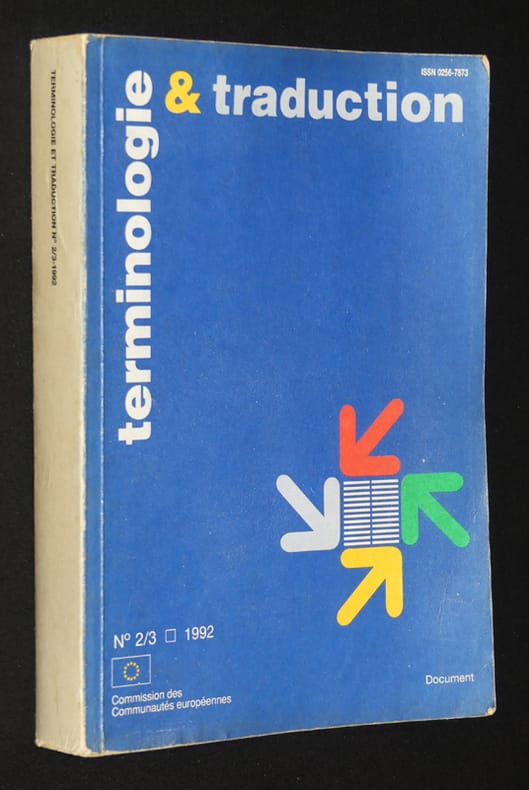 TERMINOLOGIE ET TRADUCTION N° 2/3-1992
ISSN 0256-7873
terminologie & traduction
Nº 2/3 □ 1992
Commission des
Communautés européennes
Document